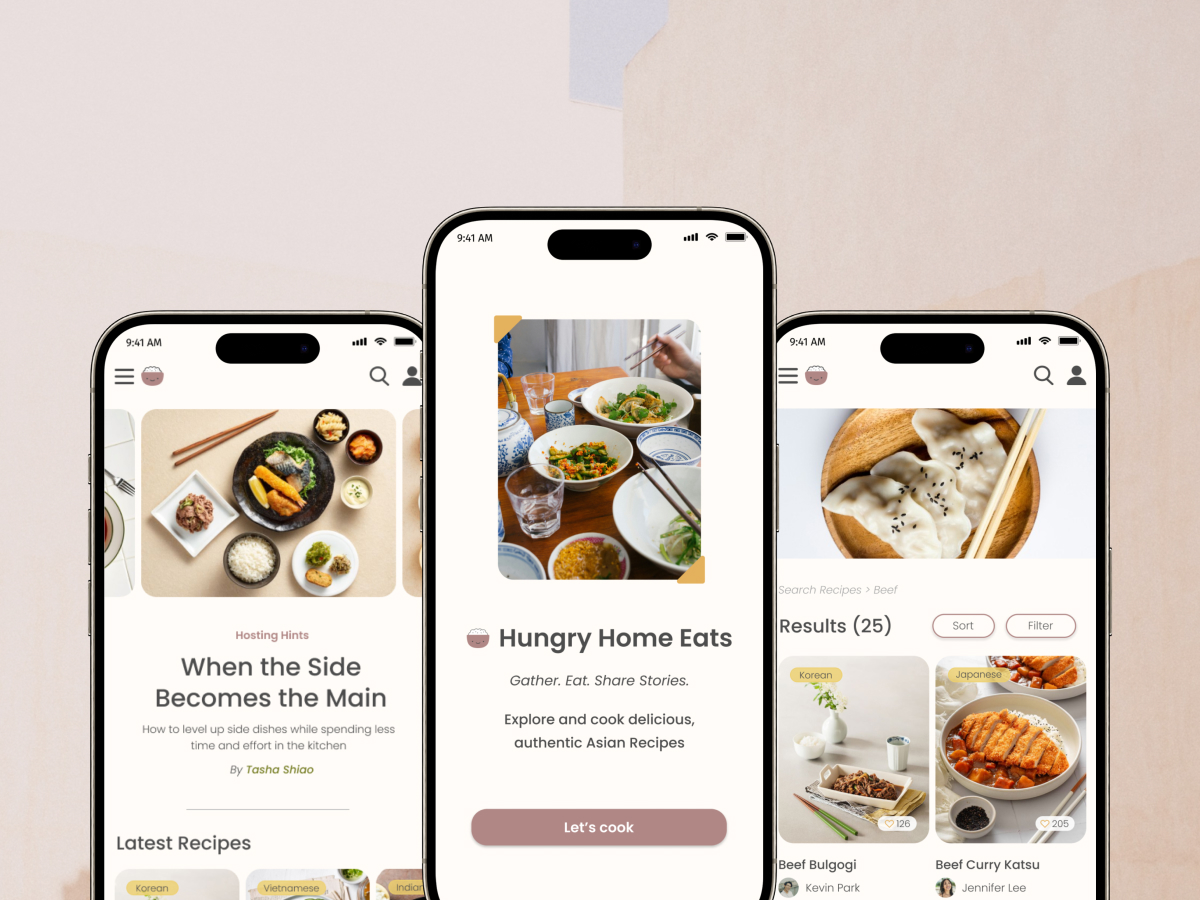 9:41 AM
Hosting Hints
When the Side
Becomes the Main
How to level up side dishes while spending less
time and effort in the kitchen
By Tasha Shiao
Latest Recipes
Korean
Vietnamese
Indian
9:41 AM
Hungry Home Eats
Gather. Eat. Share Stories.
Explore and cook delicious,
authentic Asian Recipes
Let's cook
9:41 AM
Search Recipes > Beef
Results (25)
Sort
Filter
Korean
126
Beef Bulgogi
Kevin Park
Japanese
205
Beef Curry Katsu
Jennifer Lee